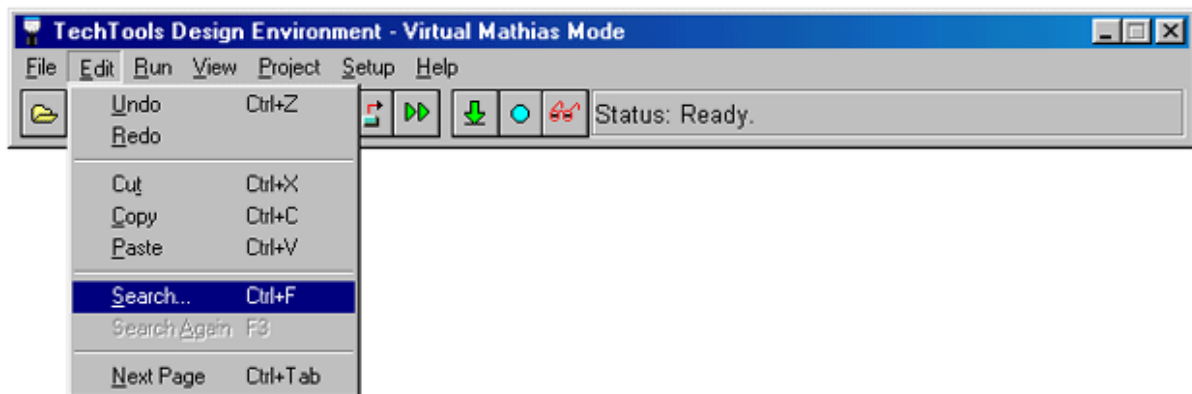 TechTools Design Environment - Virtual Mathias Mode
File Edit Run View Project Setup Help
Status: Ready.
Undo Ctrl+Z
Redo
Cut Ctrl+X
Copy Ctrl+C
Paste Ctrl+V
Search... Ctrl+F
Search Again F3
Next Page Ctrl+Tab